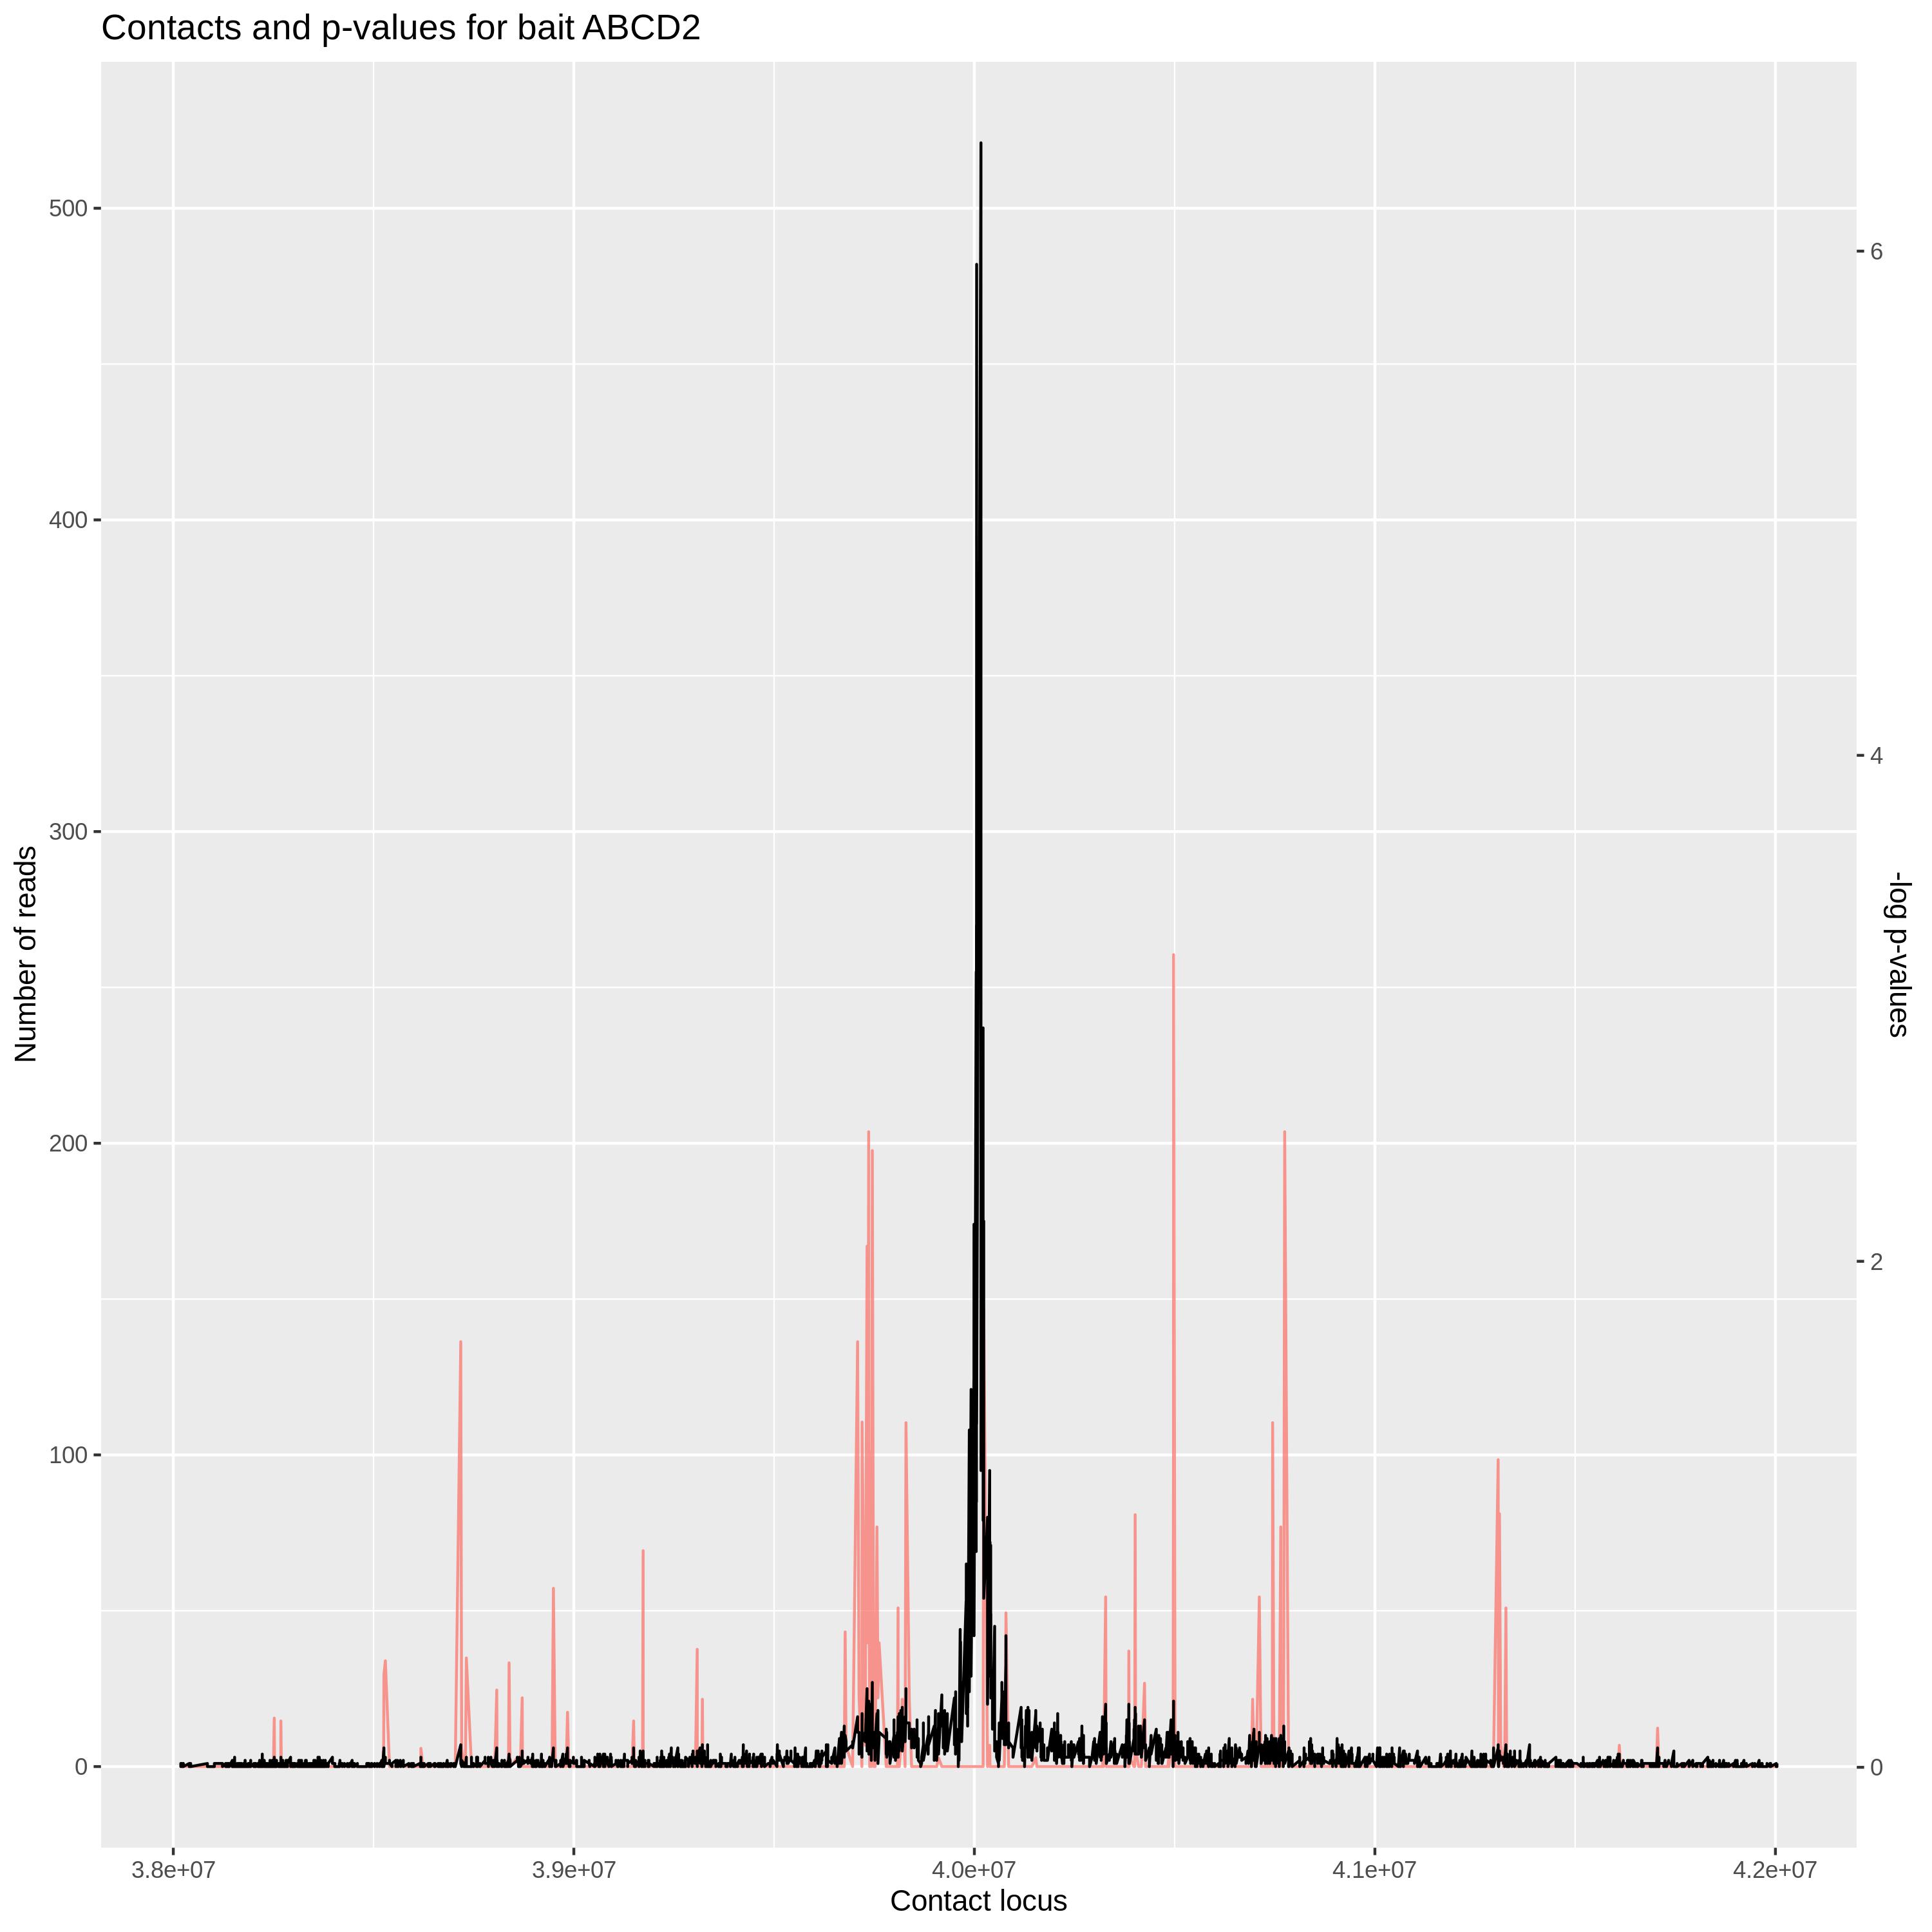 Contacts and p-values for bait ABCD2
500
400
300
200
100
0
Number of reads
6
4
2
0
-log p-values
3.8e+07
3.9e+07
4.0e+07
4.1e+07
4.2e+07
Contact locus